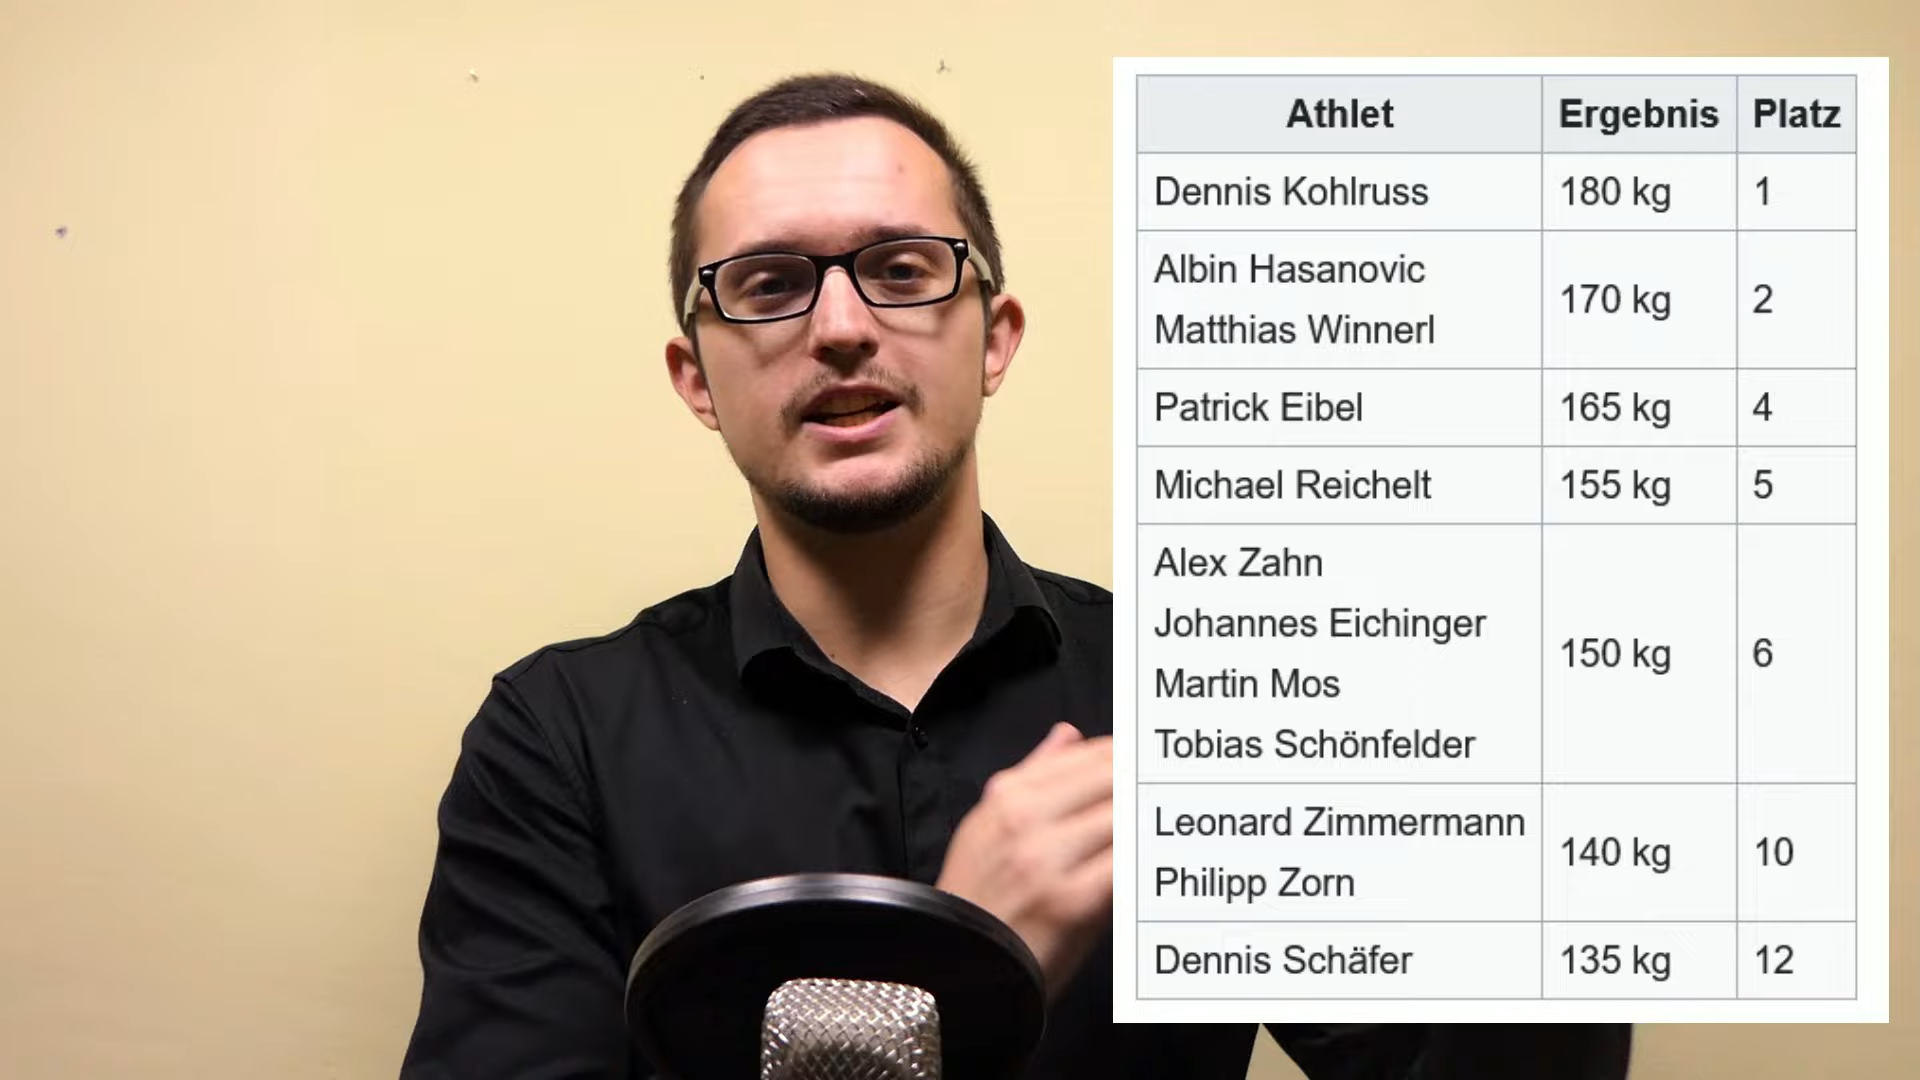 Athlet Ergebnis Platz
Dennis Kohlruss 180 kg 1
Albin Hasanovic
Matthias Winnerl
170 kg 2
Patrick Eibel 165 kg 4
Michael Reichelt 155 kg 5
Alex Zahn
Johannes Eichinger
Martin Mos
Tobias Schönfelder
150 kg 6
Leonard Zimmermann
Philipp Zorn
140 kg 10
Dennis Schäfer 135 kg 12